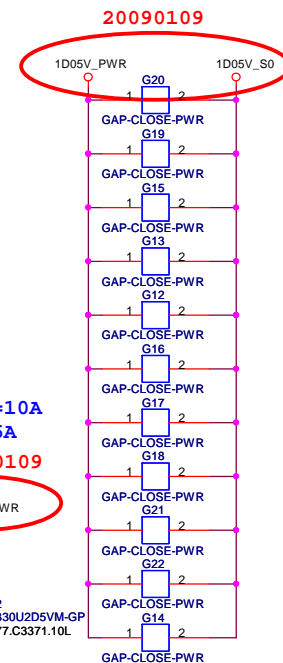 20090109
1D05V_PWR 1D05V_S0
G20
1 2
GAP-CLOSE-PWR
G19
1 2
GAP-CLOSE-PWR
G15
1 2
GAP-CLOSE-PWR
G13
1 2
GAP-CLOSE-PWR
G12
1 2
GAP-CLOSE-PWR
G16
1 2
GAP-CLOSE-PWR
G17
1 2
GAP-CLOSE-PWR
G18
1 2
GAP-CLOSE-PWR
G21
1 2
GAP-CLOSE-PWR
G22
1 2
GAP-CLOSE-PWR
G14
1 2
GAP-CLOSE-PWR
=10A
5A
0109
WR
2
330U2D5VM-GP
77.C3371.10L